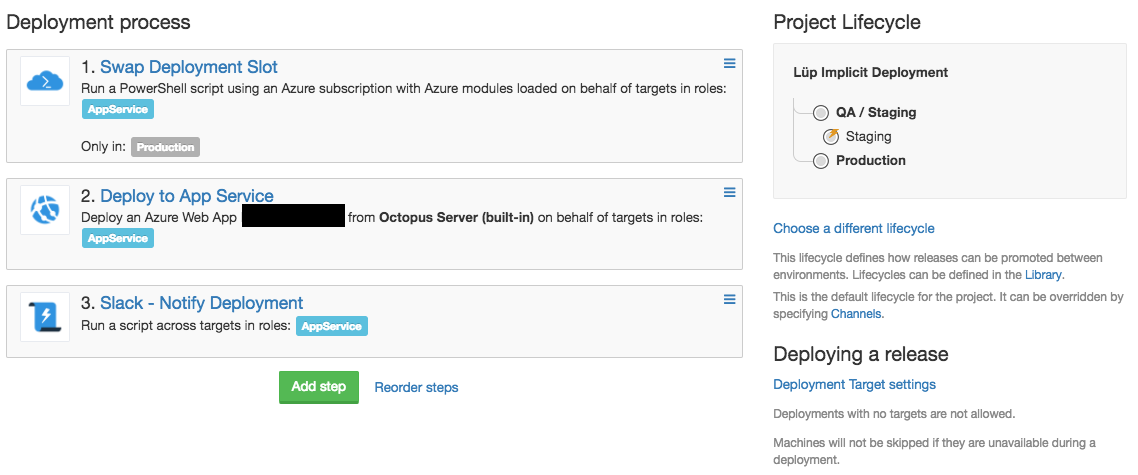 Deployment process
1. Swap Deployment Slot
Run a PowerShell script using an Azure subscription with Azure modules loaded on behalf of targets in roles:
AppService
Only in: Production
2. Deploy to App Service
Deploy an Azure Web App from Octopus Server (built-in) on behalf of targets in roles:
AppService
3. Slack - Notify Deployment
Run a script across targets in roles: AppService
Add step Reorder steps
Project Lifecycle
Lüp Implicit Deployment
QA / Staging
Staging
Production
Choose a different lifecycle
This lifecycle defines how releases can be promoted between
environments. Lifecycles can be defined in the Library.
This is the default lifecycle for the project. It can be overridden by
specifying Channels.
Deploying a release
Deployment Target settings
Deployments with no targets are not allowed.
Machines will not be skipped if they are unavailable during a
deployment.